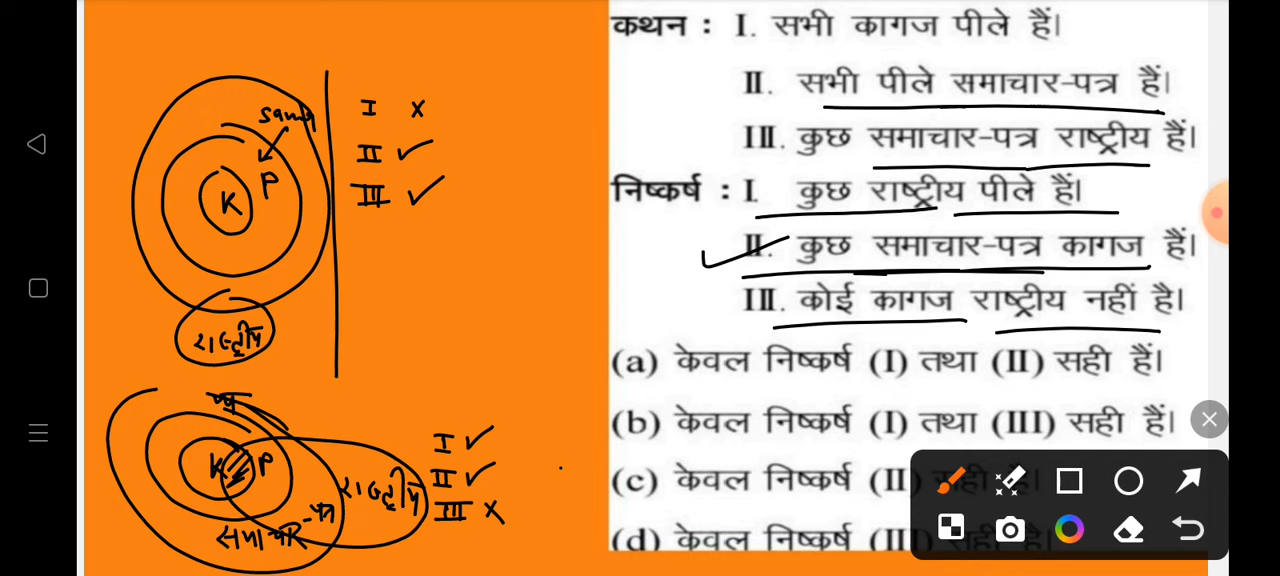 कथन : I. सभी कागज पीले हैं।
II. सभी पीले समाचार-पत्र हैं।
III. कुछ समाचार-पत्र राष्ट्रीय हैं।
निष्कर्ष : I. कुछ राष्ट्रीय पीले हैं।
II. कुछ समाचार-पत्र कागज हैं।
III. कोई कागज राष्ट्रीय नहीं है।
(a) केवल निष्कर्ष (I) तथा (II) सही हैं।
(b) केवल निष्कर्ष (I) तथा (III) सही हैं।
(c) केवल निष्कर्ष (II) सही है।
(d) केवल निष्कर्ष (III) सही है।
K
P
राष्ट्रीय
I ×
II ✓
III ✓
K P
समाचार-पत्र
राष्ट्रीय
I ✓
II ✓
III ×